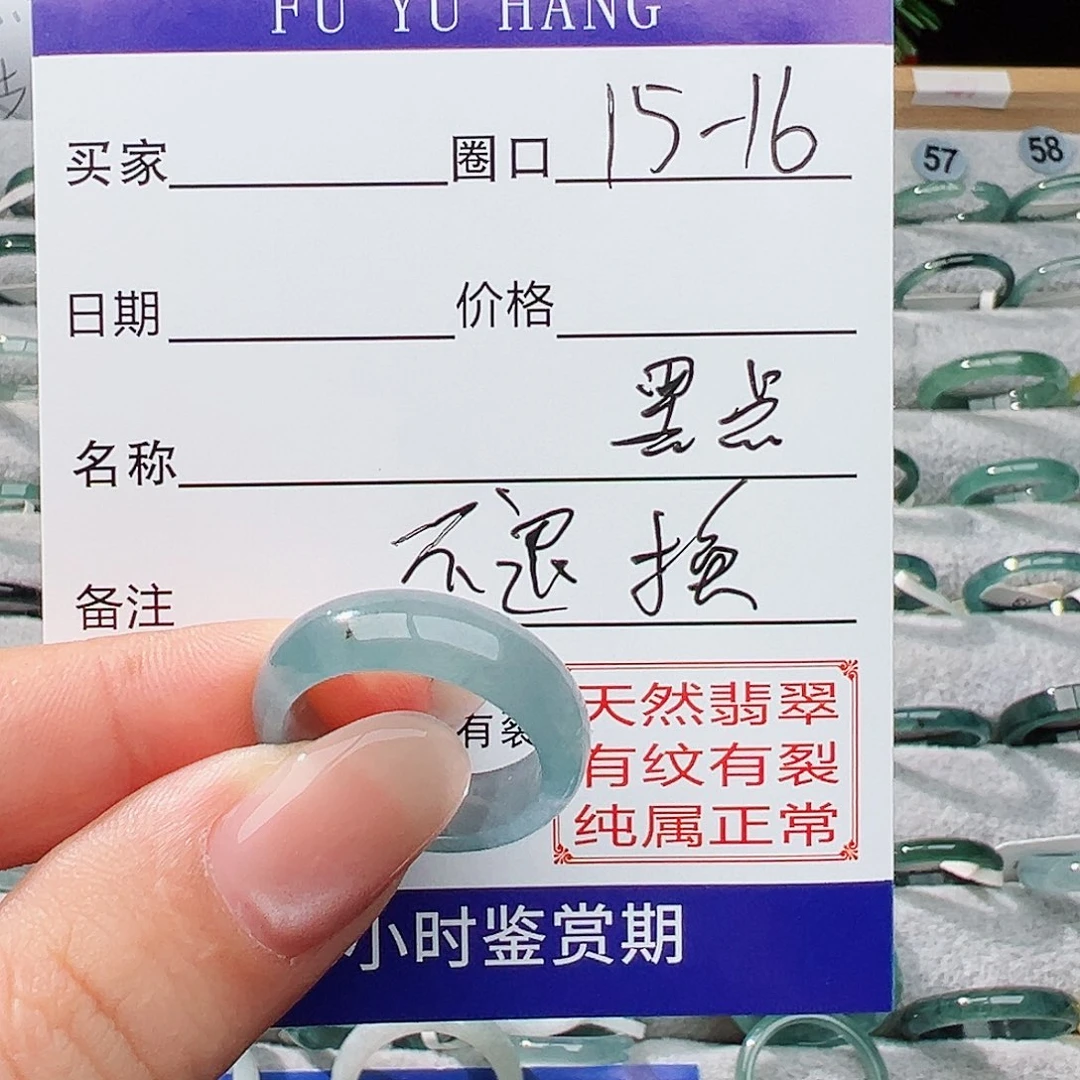 FU YU HANG
买家 圈口 15-16
日期 价格
名称 黑点
备注 不退换
有裂
天然翡翠
有纹有裂
纯属正常
小时鉴赏期
57
58